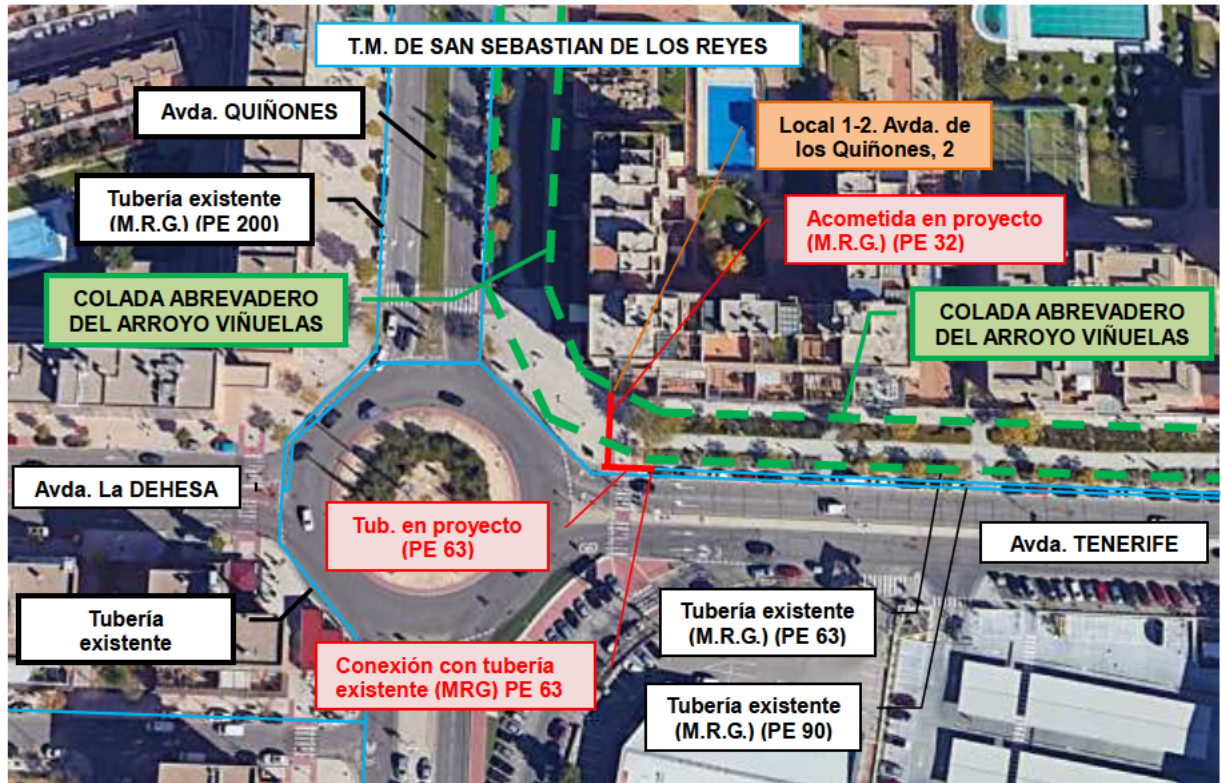 T.M. DE SAN SEBASTIAN DE LOS REYES
Avda. QUIÑONES
Local 1-2. Avda. de
los Quiñones, 2
Tubería existente
(M.R.G.) (PE 200)
Acometida en proyecto
(M.R.G.) (PE 32)
COLADA ABREVADERO
DEL ARROYO VIÑUELAS
COLADA ABREVADERO
DEL ARROYO VIÑUELAS
Avda. La DEHESA
Tub. en proyecto
(PE 63)
Avda. TENERIFE
Tubería
existente
Tubería existente
(M.R.G.) (PE 63)
Conexión con tubería
existente (MRG) PE 63
Tubería existente
(M.R.G.) (PE 90)